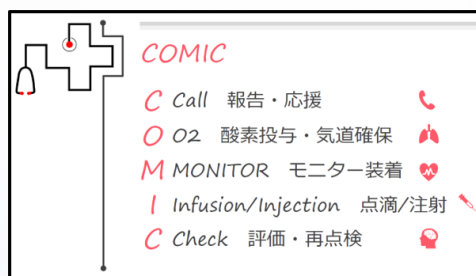 COMIC
C Call 報告・応援
O O2 酸素投与・気道確保
M MONITOR モニター装着
I Infusion/Injection 点滴/注射
C Check 評価・再点検